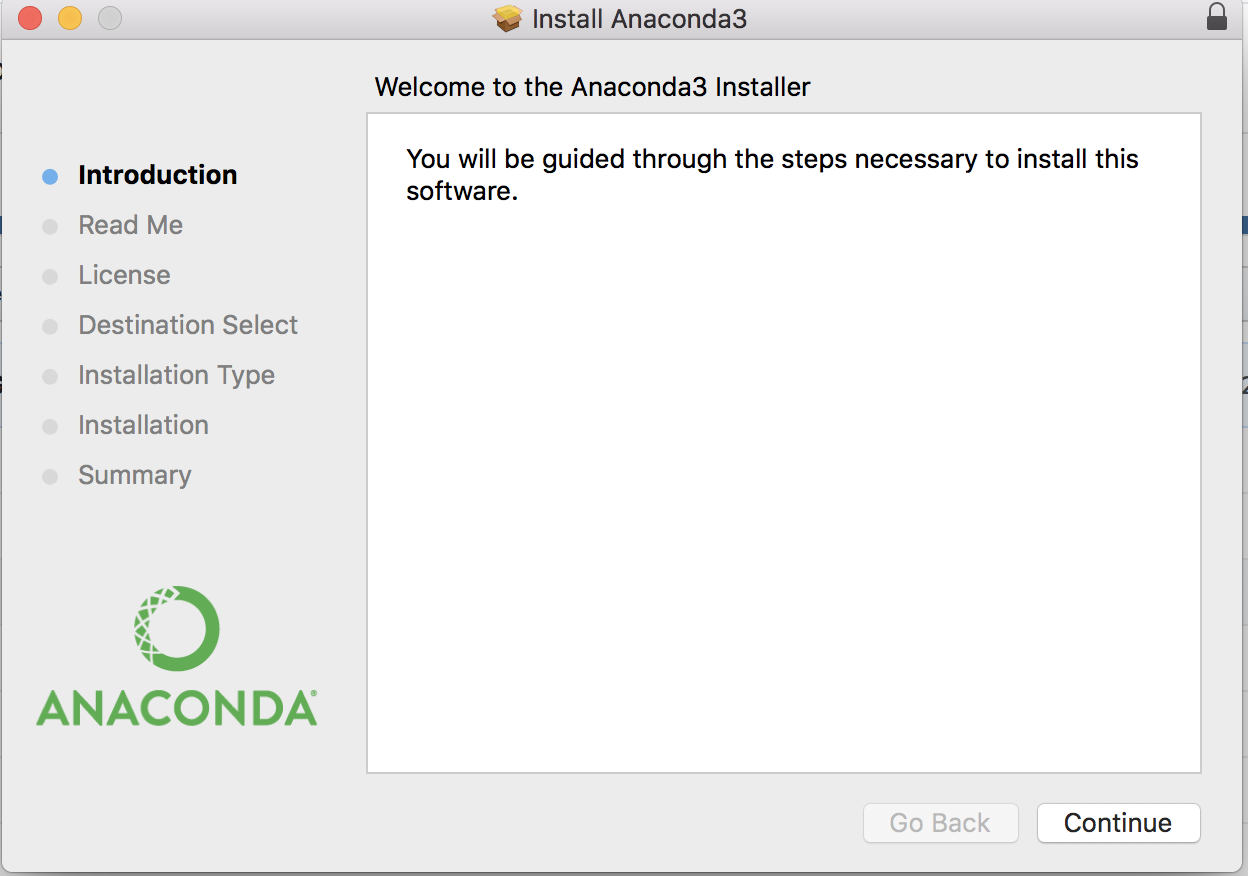 Install Anaconda3
Welcome to the Anaconda3 Installer
You will be guided through the steps necessary to install this
software.
Introduction
Read Me
License
Destination Select
Installation Type
Installation
Summary
ANACONDA®
Go Back
Continue